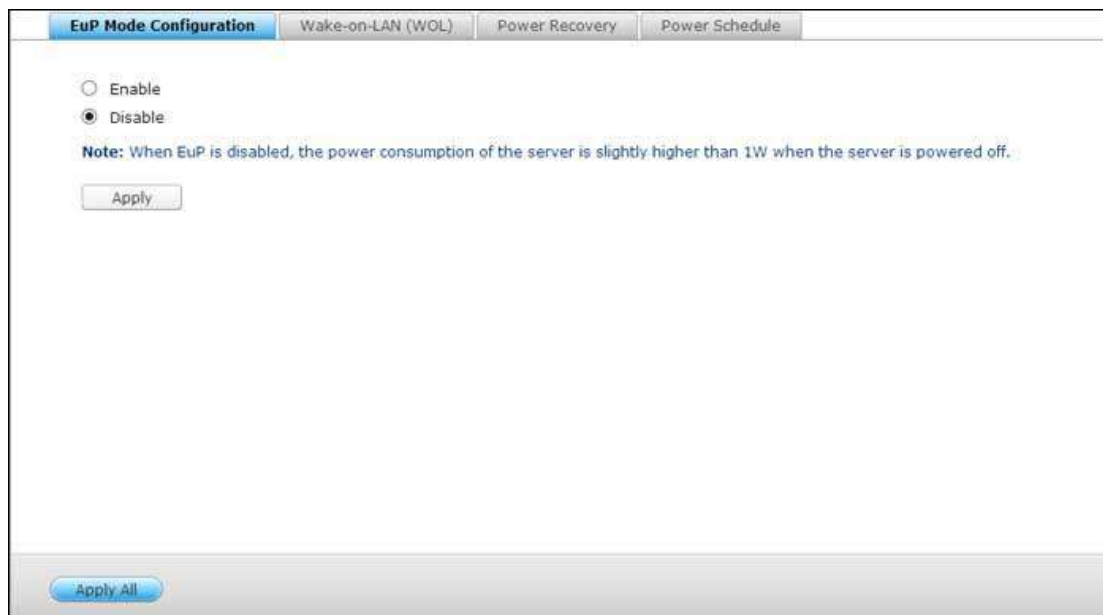 EuP Mode Configuration Wake-on-LAN (WOL) Power Recovery Power Schedule
Enable
Disable
Note: When EuP is disabled, the power consumption of the server is slightly higher than 1W when the server is powered off.
Apply
Apply All